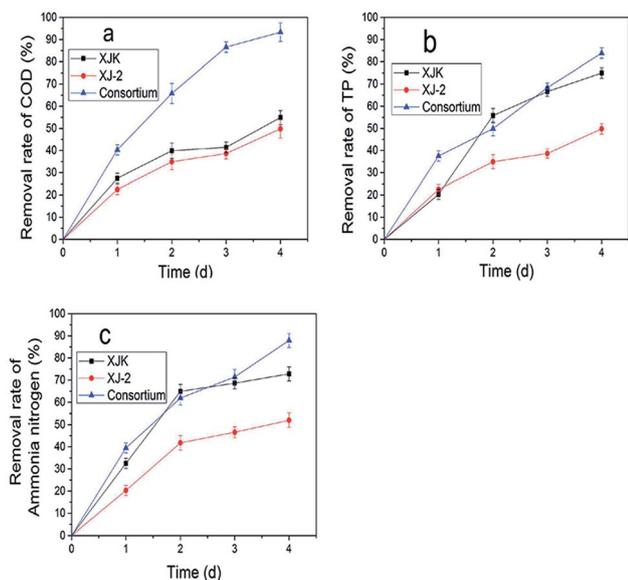 a
XJK
XJ-2
Consortium
Removal rate of COD (%)
100
90
80
70
60
50
40
30
20
10
0
0 1 2 3 4
Time (d)
b
XJK
XJ-2
Consortium
Removal rate of TP (%)
100
90
80
70
60
50
40
30
20
10
0
0 1 2 3 4
Time (d)
c
XJK
XJ-2
Consortium
Removal rate of
Ammonia nitrogen (%)
100
90
80
70
60
50
40
30
20
10
0
0 1 2 3 4
Time (d)